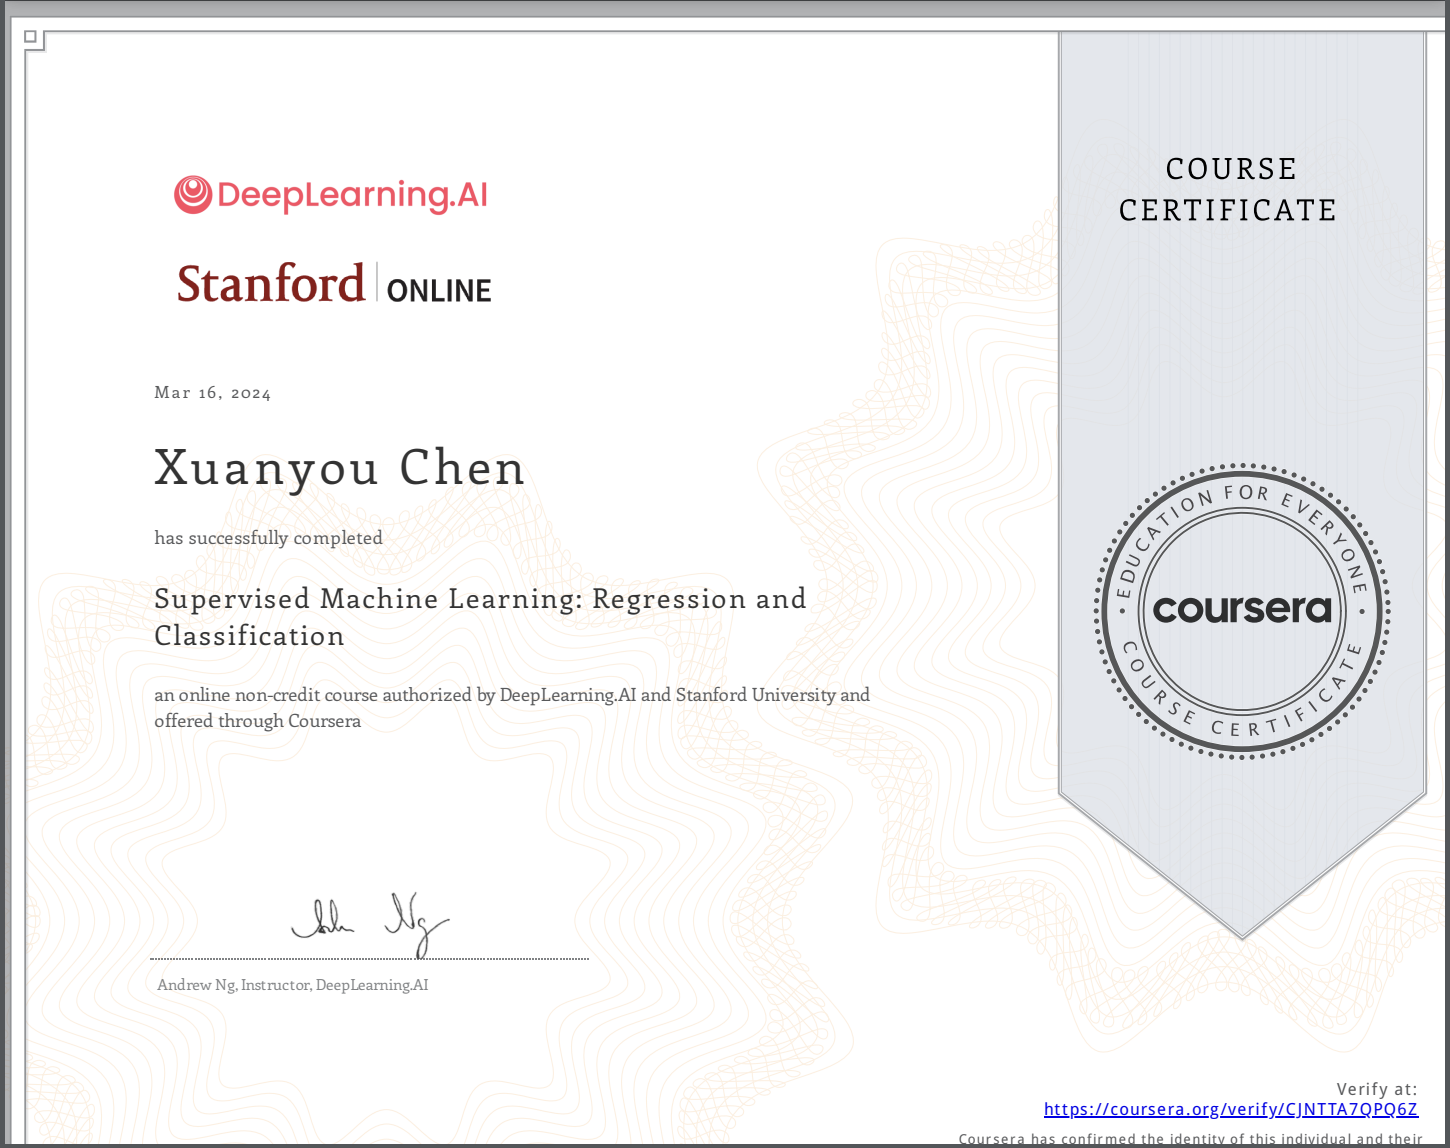 DeepLearning.AI
Stanford ONLINE
Mar 16, 2024
Xuanyou Chen
has successfully completed
Supervised Machine Learning: Regression and
Classification
an online non-credit course authorized by DeepLearning.AI and Stanford University and
offered through Coursera
Andrew Ng, Instructor, DeepLearning.AI
COURSE
CERTIFICATE
EDUCATION FOR EVERYONE
coursera
COURSE CERTIFICATE
Verify at:
https://coursera.org/verify/CJNTTA7QPQ6Z
Coursera has confirmed the identity of this individual and their